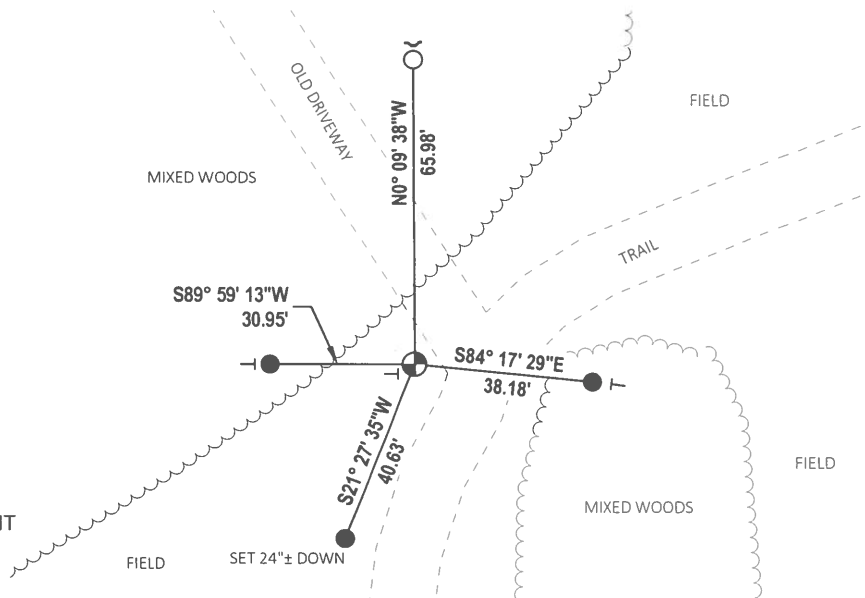 FIELD
OLD DRIVEWAY
N0° 09' 38"W
65.98'
MIXED WOODS
TRAIL
S89° 59' 13"W
30.95'
S84° 17' 29"E
38.18'
S21° 27' 35"W
40.63'
FIELD
MIXED WOODS
SET 24"± DOWN
FIELD